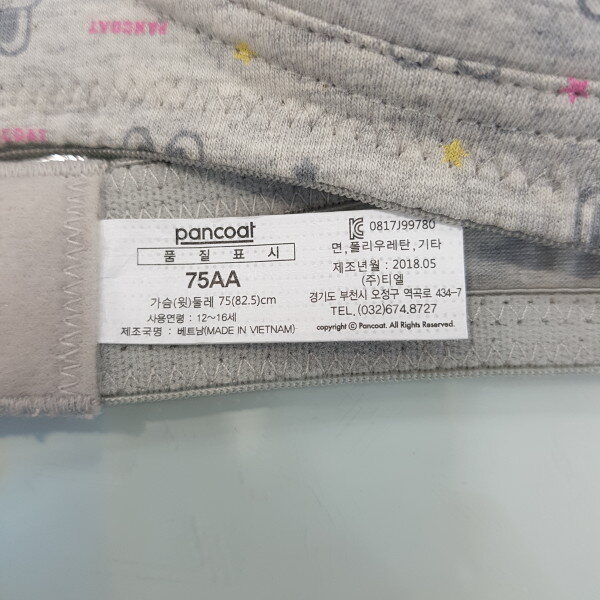 PANCOAT
pancoat
품 질 표 시
75AA
가슴(윗)둘레 75(82.5)cm
사용연령 : 12~16세
제조국명 : 베트남(MADE IN VIETNAM)
0817J99780
면,폴리우레탄,기타
제조년월 : 2018.05
(주)티엘
경기도 부천시 오정구 역곡로 434-7
TEL.(032)674.8727
copyright ⓒ Pancoat. All Rights Reserved.